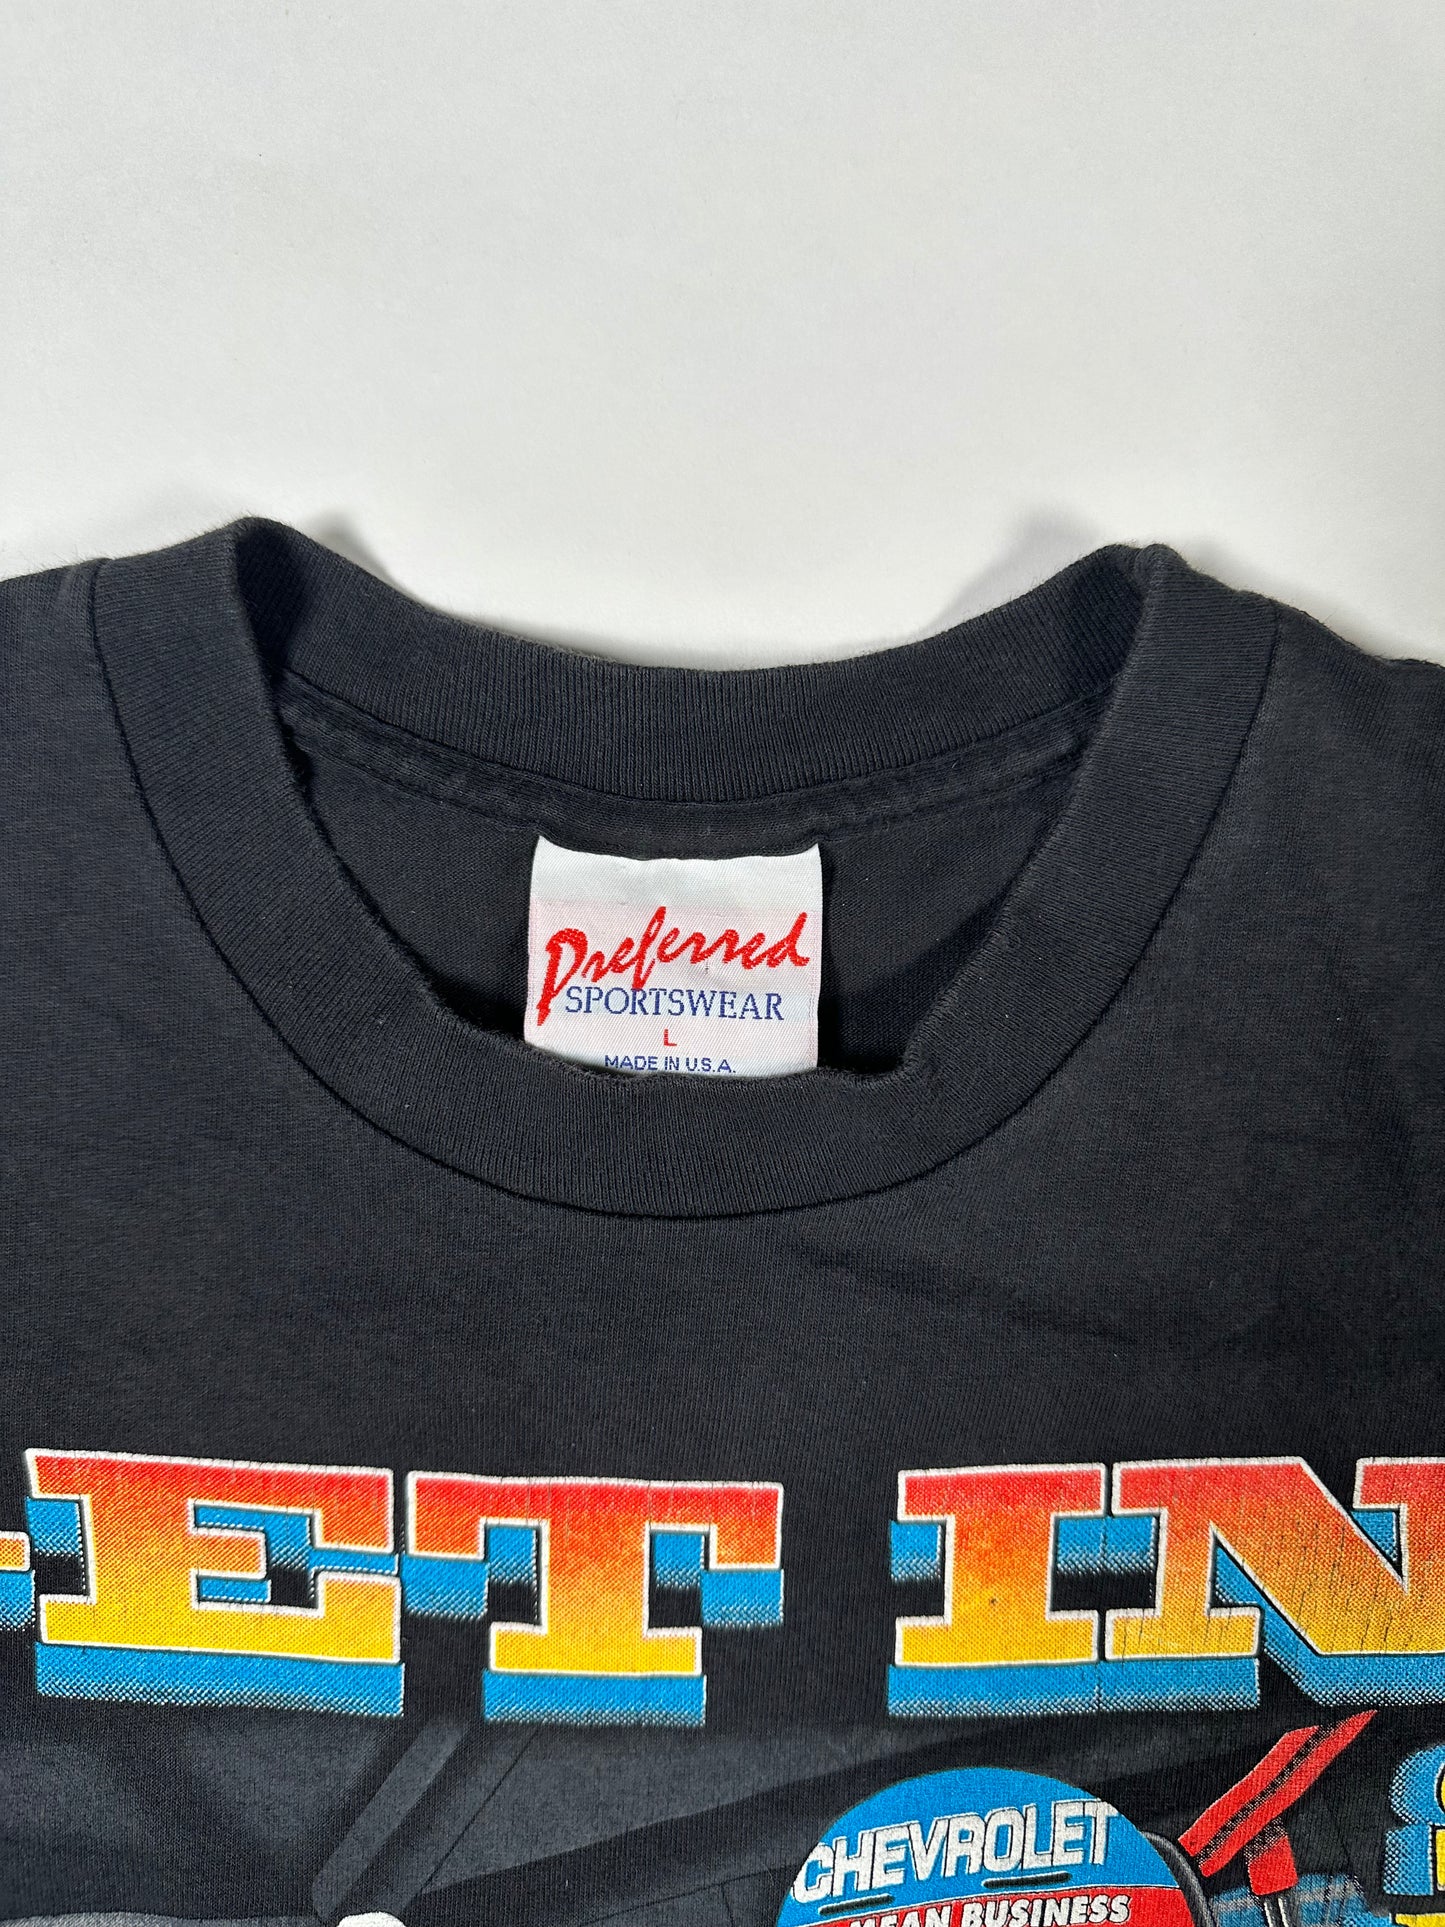 Preferred
SPORTSWEAR
L
MADE IN U.S.A.
ET IN
CHEVROLET
MEAN BUSINESS